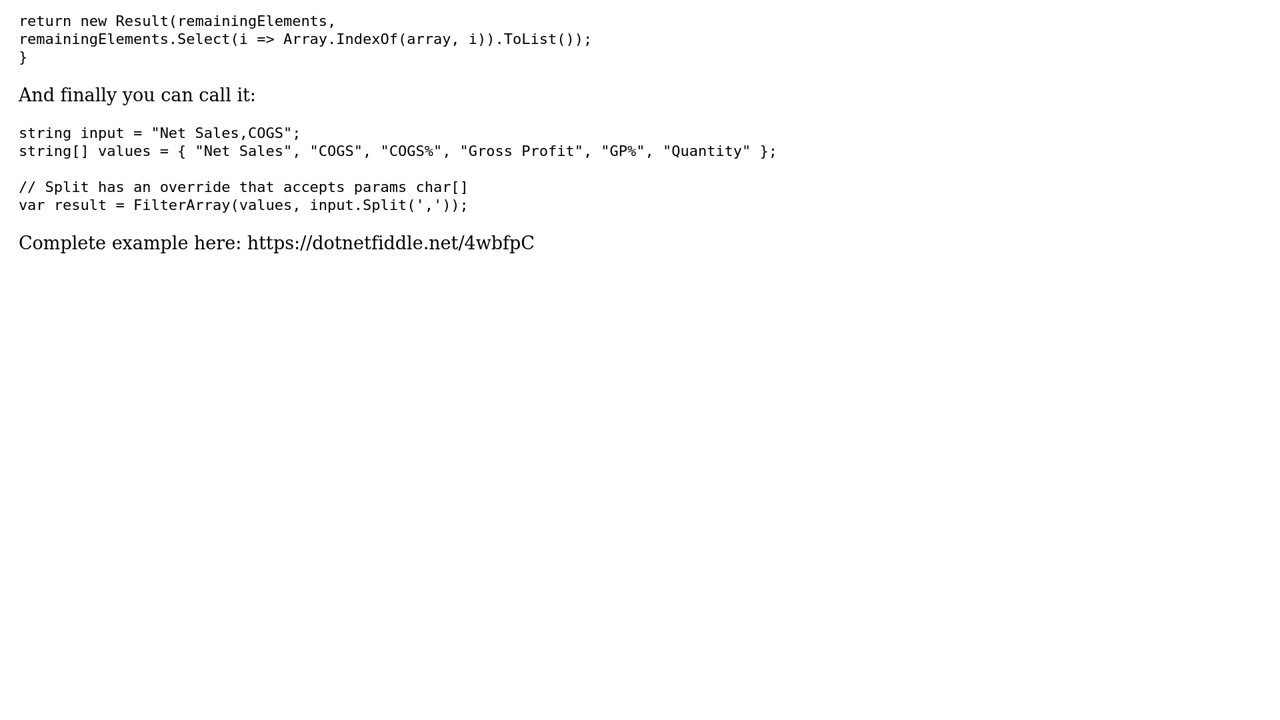 return new Result(remainingElements,
remainingElements.Select(i => Array.IndexOf(array, i)).ToList());
}
And finally you can call it:
string input = "Net Sales,COGS";
string[] values = { "Net Sales", "COGS", "COGS%", "Gross Profit", "GP%", "Quantity" };
// Split has an override that accepts params char[]
var result = FilterArray(values, input.Split(','));
Complete example here: https://dotnetfiddle.net/4wbfpC